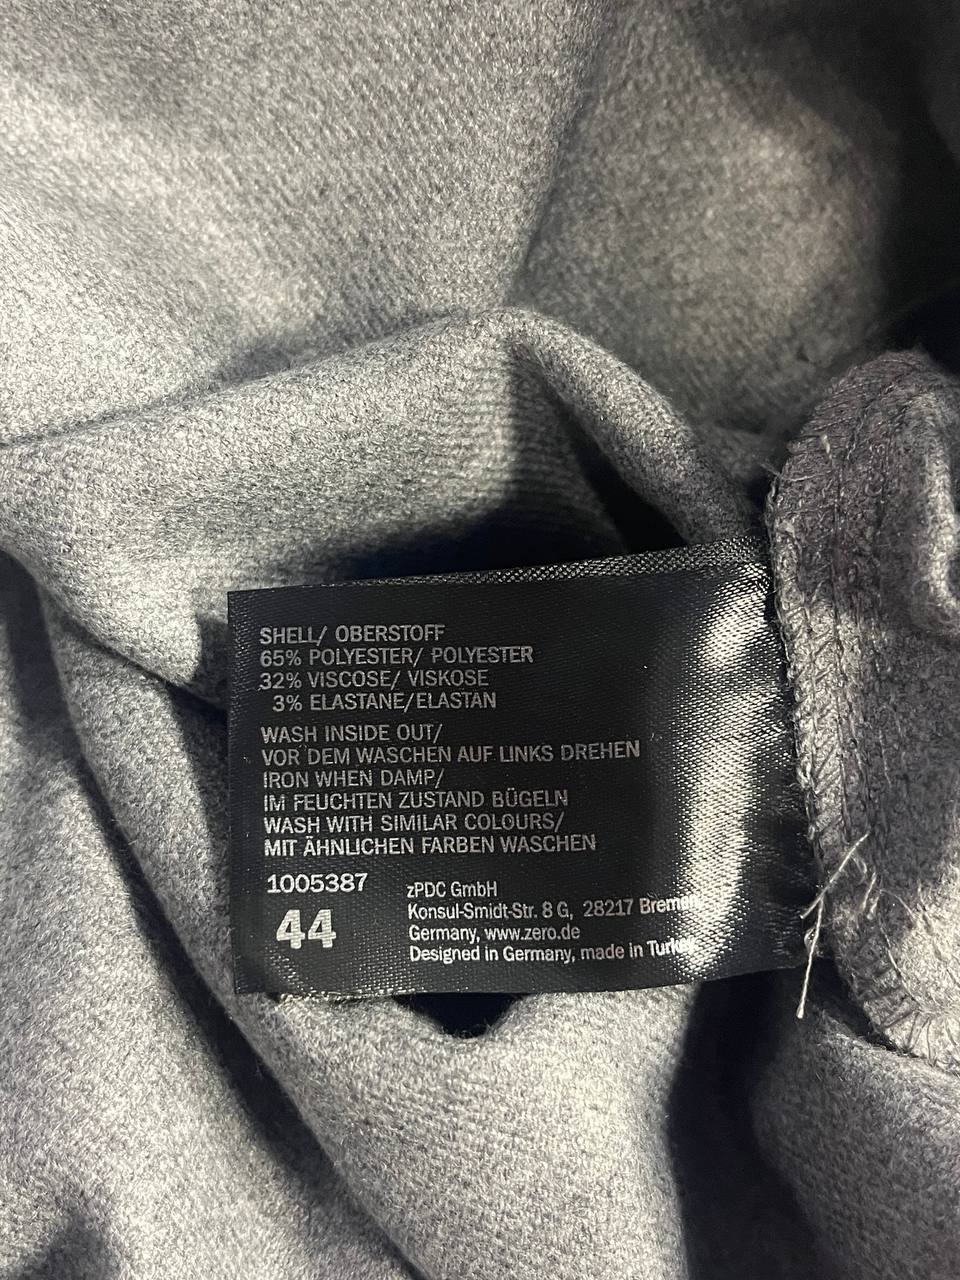 SHELL/ OBERSTOFF
65% POLYESTER/ POLYESTER
32% VISCOSE/ VISKOSE
3% ELASTANE/ELASTAN
WASH INSIDE OUT/
VOR DEM WASCHEN AUF LINKS DREHEN
IRON WHEN DAMP/
IM FEUCHTEN ZUSTAND BÜGELN
WASH WITH SIMILAR COLOURS/
MIT ÄHNLICHEN FARBEN WASCHEN
1005387
44
zPDC GmbH
Konsul-Smidt-Str. 8 G, 28217 Bremen
Germany, www.zero.de
Designed in Germany, made in Turkey